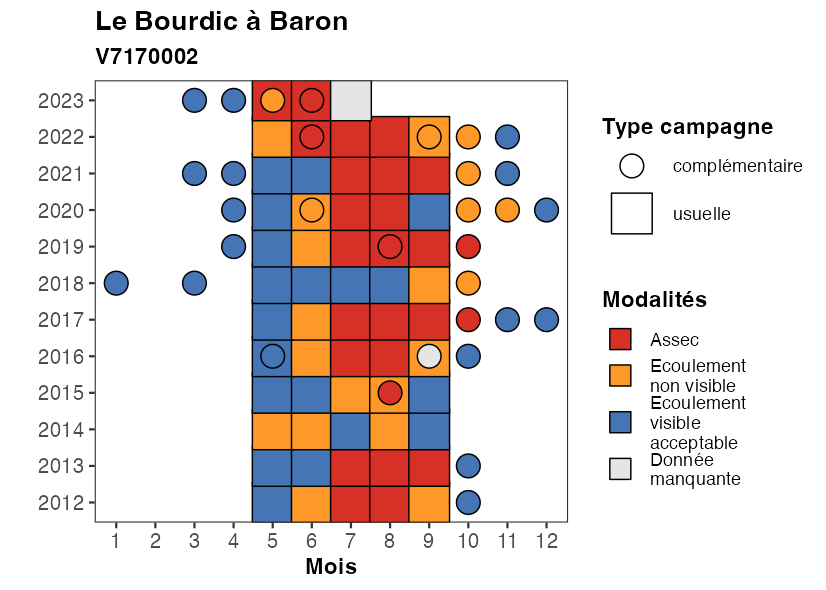 Le Bourdic à Baron
V7170002
2023
2022
2021
2020
2019
2018
2017
2016
2015
2014
2013
2012
1 2 3 4 5 6 7 8 9 10 11 12
Mois
Type campagne
complémentaire
usuelle
Modalités
Assec
Ecoulement
non visible
Ecoulement
visible
acceptable
Donnée
manquante